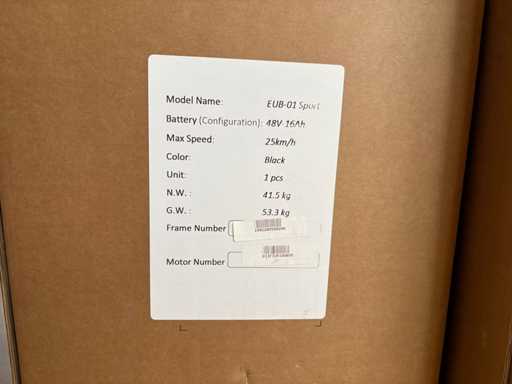 Model Name: EUB-01 Sport
Battery (Configuration): 48V-16Ah
Max Speed: 25km/h
Color: Black
Unit: 1 pcs
N.W. : 41.5 kg
G.W. : 53.3 kg
Frame Number
Motor Number